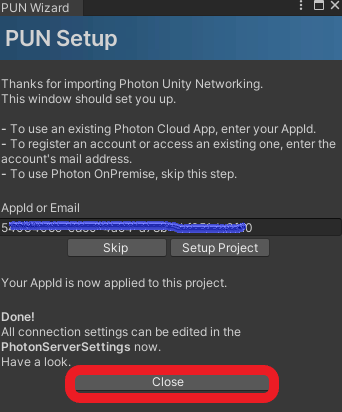 PUN Wizard
PUN Setup
Thanks for importing Photon Unity Networking.
This window should set you up.
- To use an existing Photon Cloud App, enter your AppId.
- To register an account or access an existing one, enter the
account's mail address.
- To use Photon OnPremise, skip this step.
AppId or Email
Skip
Setup Project
Your AppId is now applied to this project.
Done!
All connection settings can be edited in the
PhotonServerSettings now.
Have a look.
Close